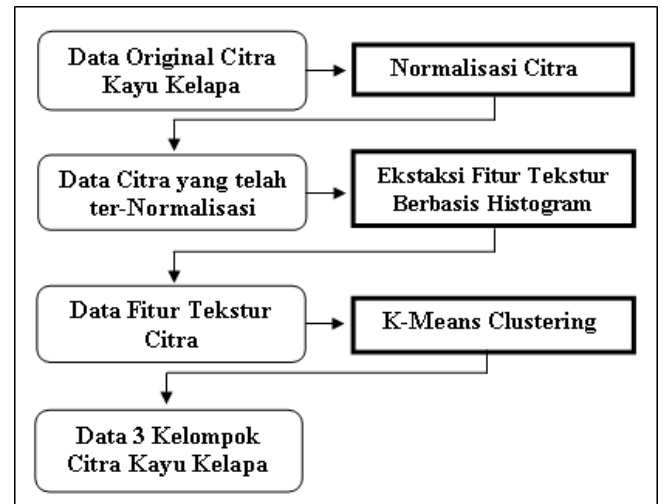 Data Original Citra
Kayu Kelapa
Normalisasi Citra
Data Citra yang telah
ter-Normalisasi
Ekstaksi Fitur Tekstur
Berbasis Histogram
Data Fitur Tekstur
Citra
K-Means Clustering
Data 3 Kelompok
Citra Kayu Kelapa